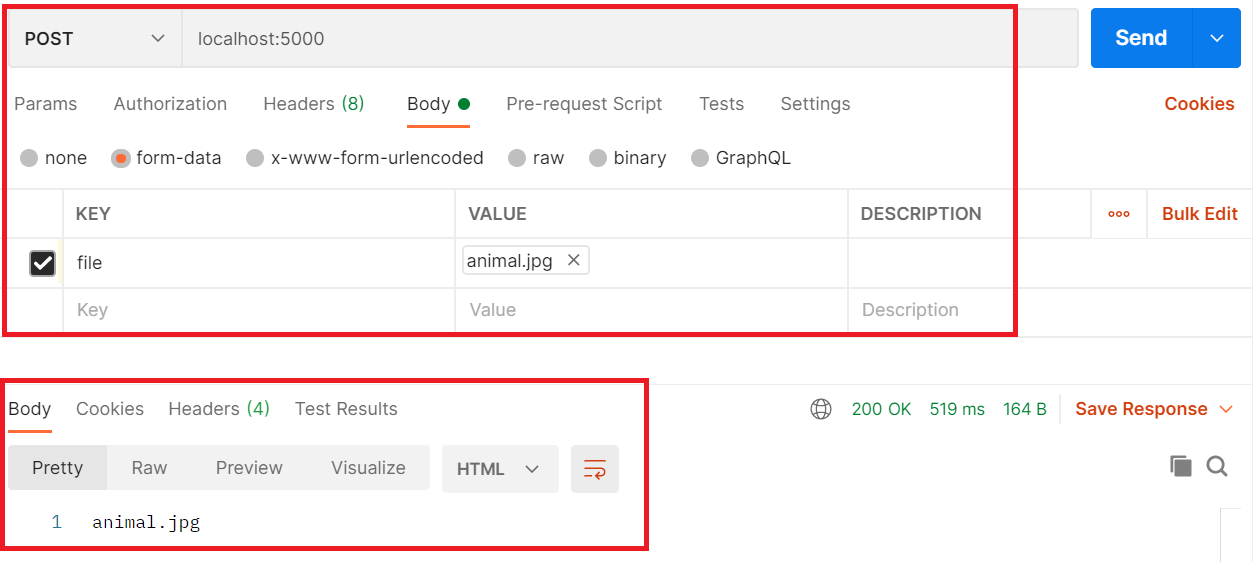 POST localhost:5000 Send
Params Authorization Headers (8) Body Pre-request Script Tests Settings Cookies
none form-data x-www-form-urlencoded raw binary GraphQL
KEY VALUE DESCRIPTION Bulk Edit
file animal.jpg
Key Value Description
Body Cookies Headers (4) Test Results 200 OK 519 ms 164 B Save Response
Pretty Raw Preview Visualize HTML
1 animal.jpg